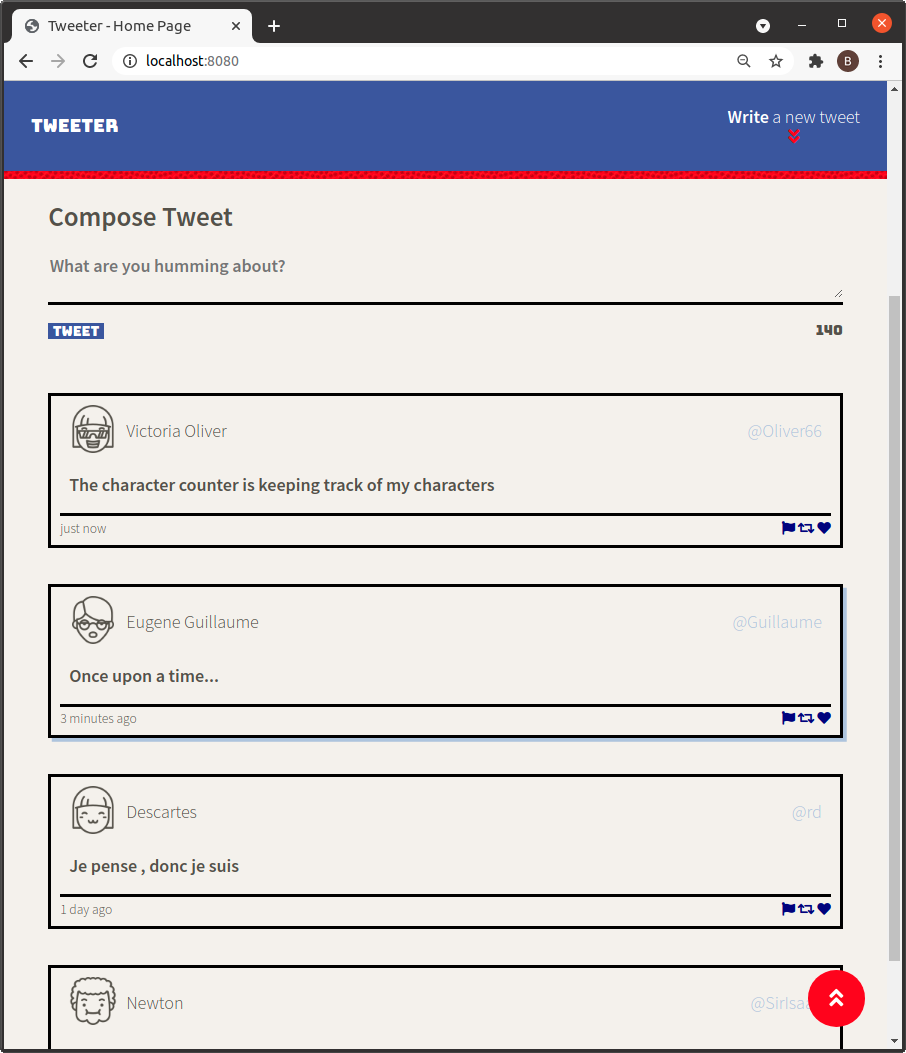 Tweeter - Home Page
localhost:8080
B
TWEETER
Write a new tweet
Compose Tweet
What are you humming about?
TWEET
140
Victoria Oliver
@Oliver66
The character counter is keeping track of my characters
just now
Eugene Guillaume
@Guillaume
Once upon a time...
3 minutes ago
Descartes
@rd
Je pense , donc je suis
1 day ago
Newton